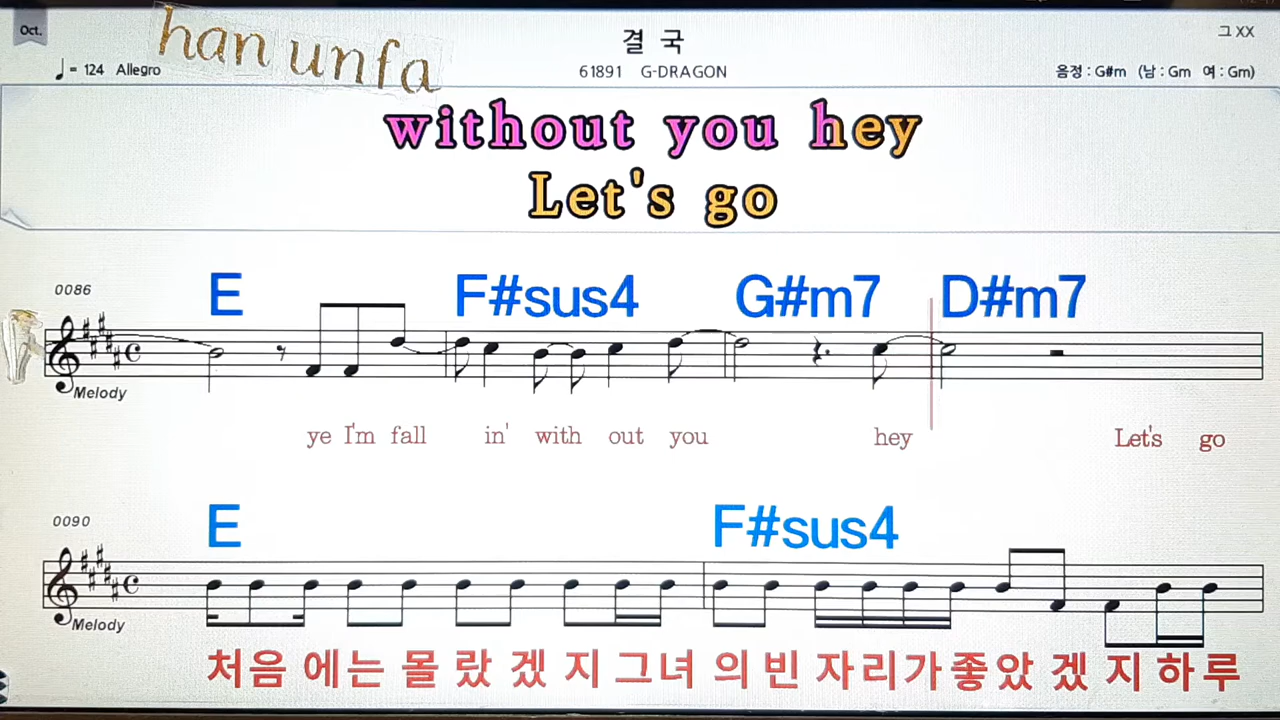 Oct.
han unfa
결 국
그 XX
♩ = 124 Allegro
61891 G-DRAGON
음정 : G#m (남 : Gm 여 : Gm)
without you hey
Let's go
0086
E F#sus4 G#m7 D#m7
Melody
ye I'm fall in' with out you hey Let's go
0090
E F#sus4
Melody
처음 에는 몰 랐 겠 지 그녀 의 빈 자리가 좋았 겠 지 하루